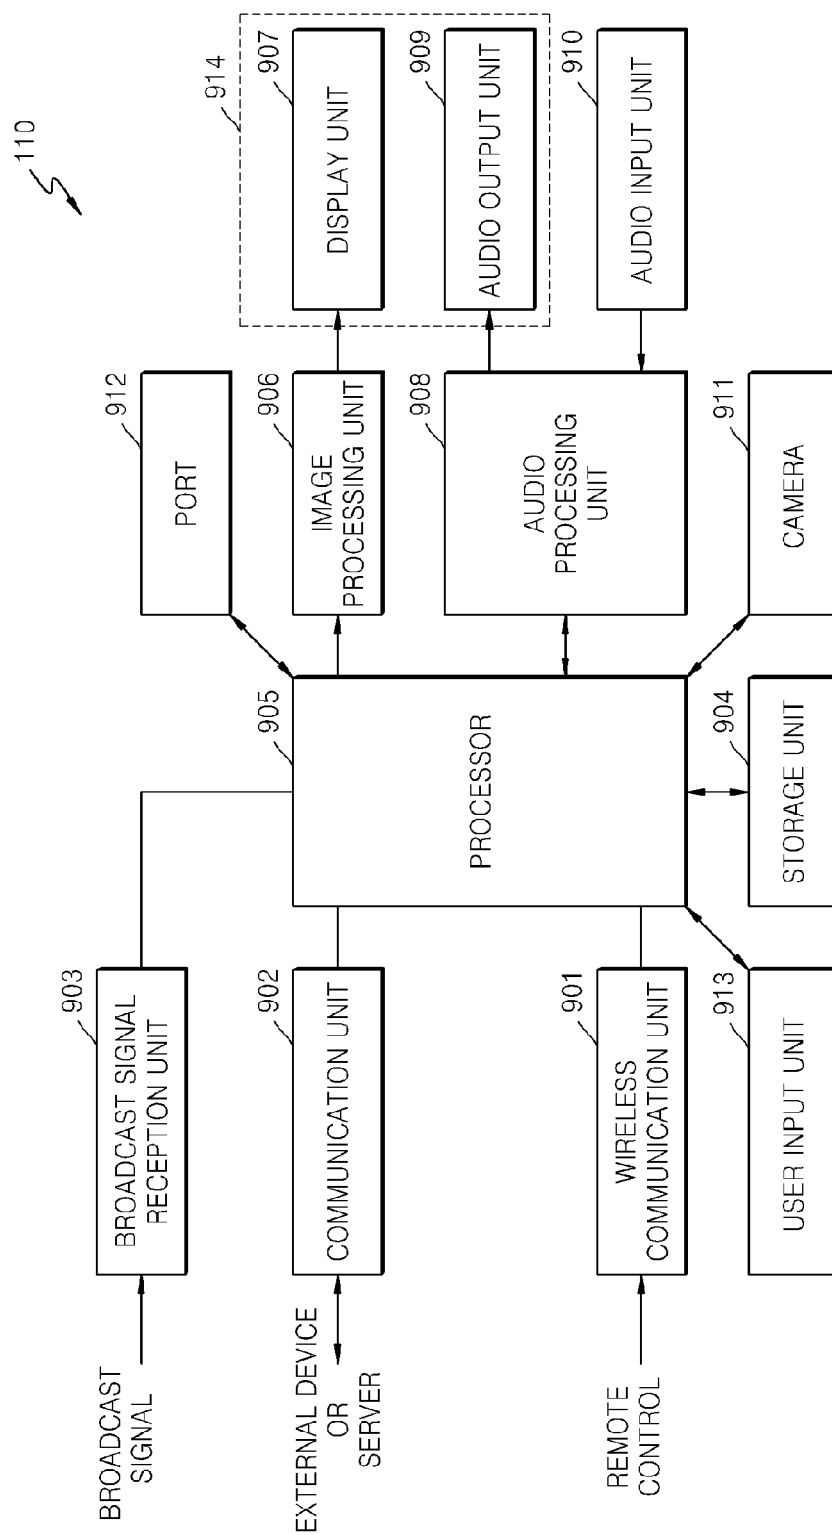 110
BROADCAST
SIGNAL
903
BROADCAST SIGNAL
RECEPTION UNIT
912
PORT
914
907
DISPLAY UNIT
EXTERNAL DEVICE
OR
SERVER
902
COMMUNICATION UNIT
905
PROCESSOR
906
IMAGE
PROCESSING UNIT
909
AUDIO OUTPUT UNIT
908
AUDIO
PROCESSING
UNIT
910
AUDIO INPUT UNIT
REMOTE
CONTROL
901
WIRELESS
COMMUNICATION UNIT
913
USER INPUT UNIT
904
STORAGE UNIT
911
CAMERA